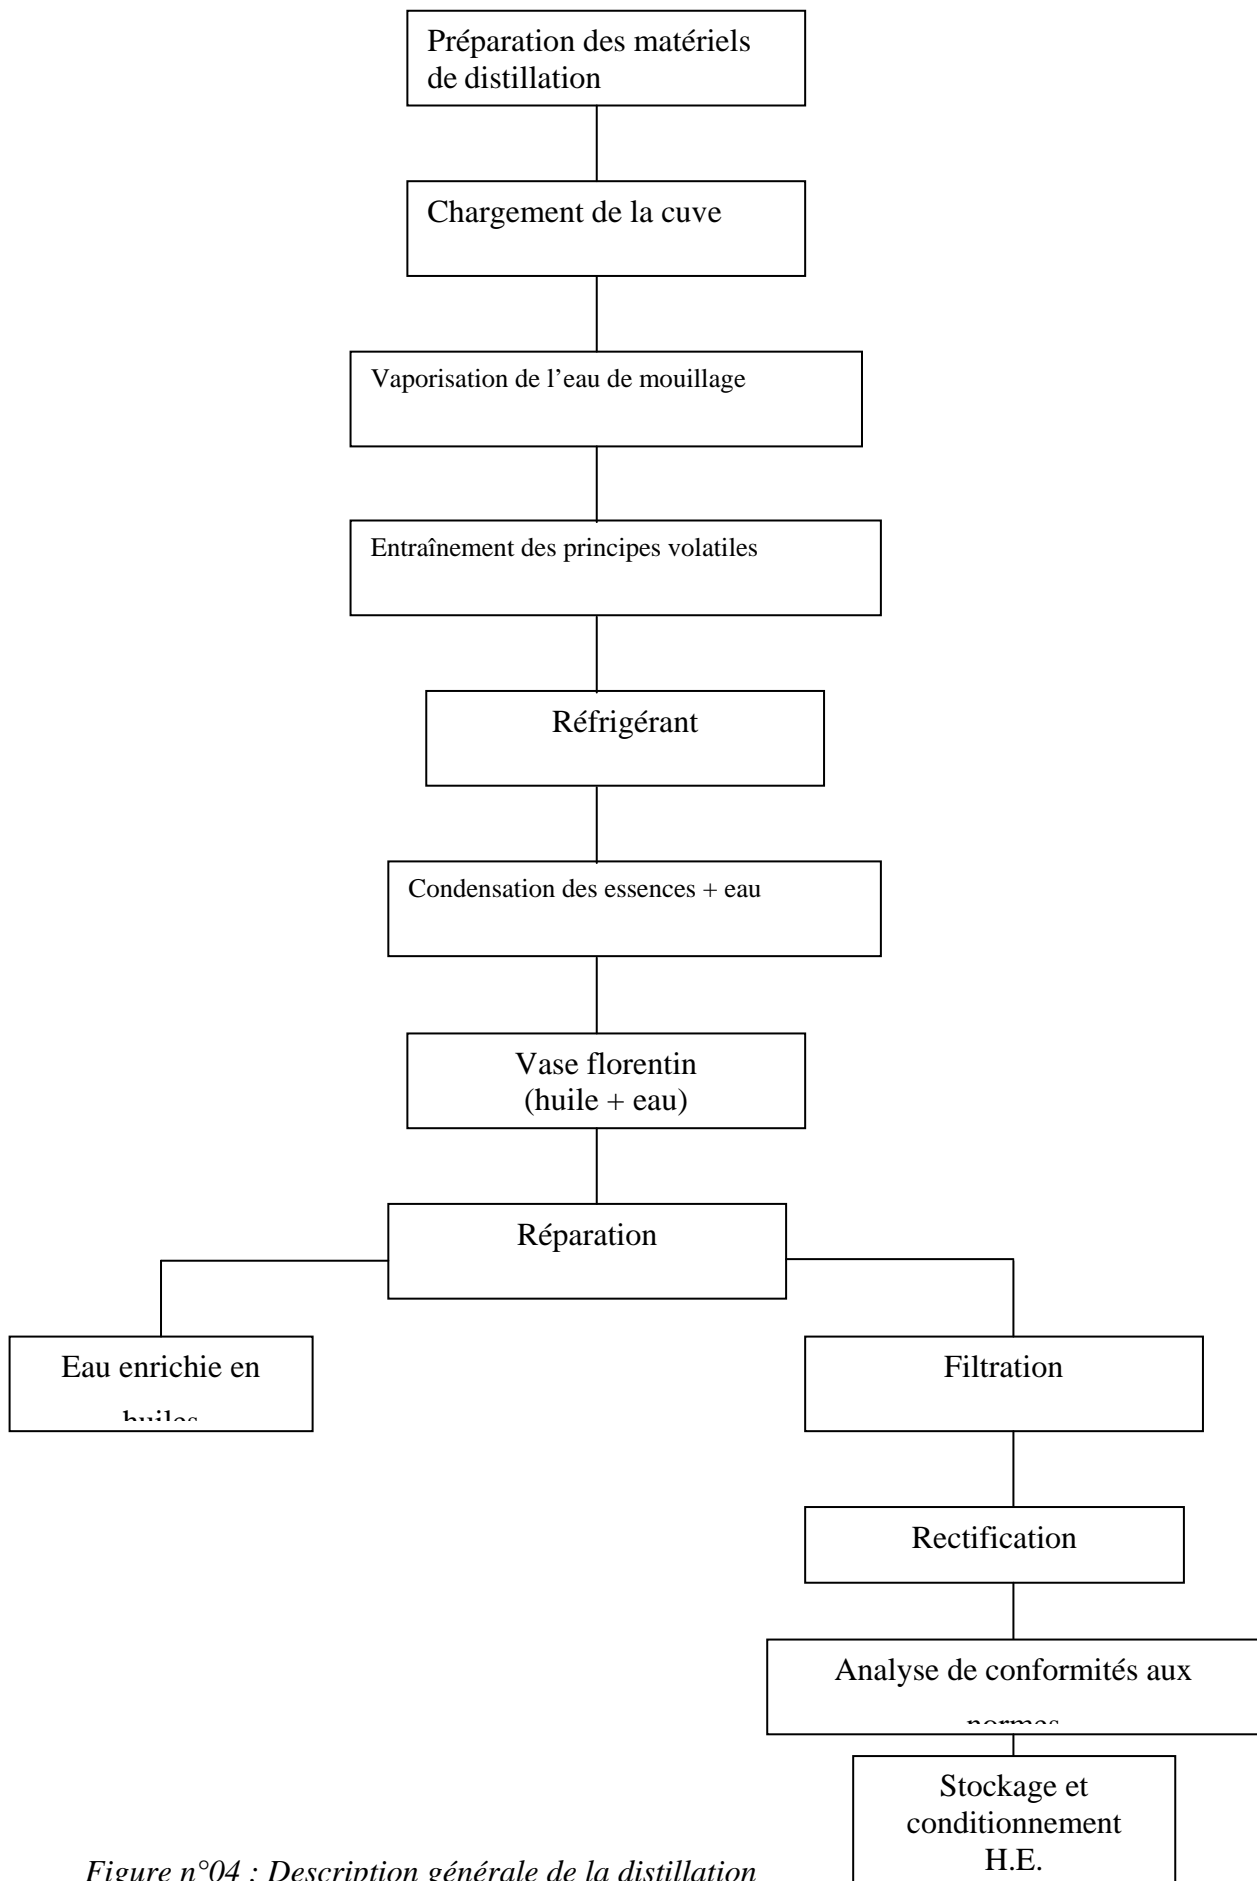 Préparation des matériels
de distillation
Chargement de la cuve
Vaporisation de l’eau de mouillage
Entraînement des principes volatiles
Réfrigérant
Condensation des essences + eau
Vase florentin
(huile + eau)
Réparation
Eau enrichie en
huiles
Filtration
Rectification
Analyse de conformités aux
normes
Stockage et
conditionnement
H.E.
Figure n°04 : Description générale de la distillation